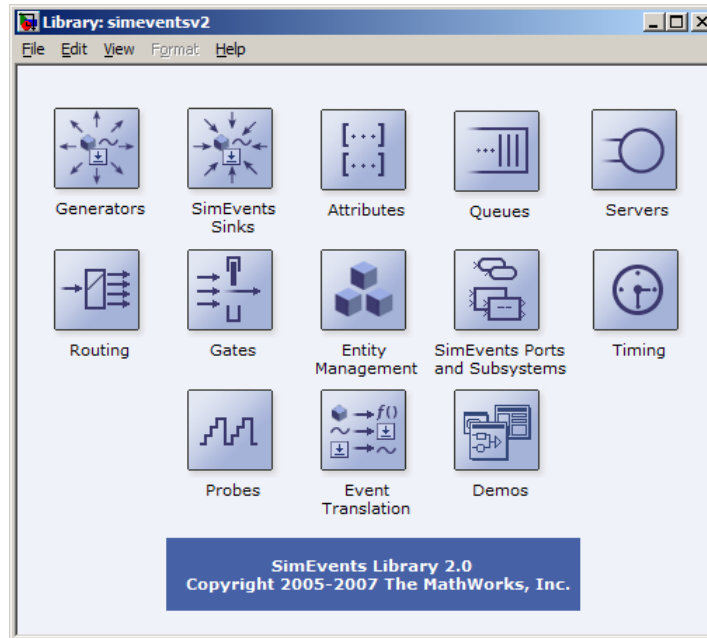 Library: simeventsv2
File Edit View Format Help
[...]
[...]
Generators
SimEvents
Sinks
Attributes
Queues
Servers
Routing
Gates
Entity
Management
SimEvents Ports
and Subsystems
Timing
f()
Probes
Event
Translation
Demos
SimEvents Library 2.0
Copyright 2005-2007 The MathWorks, Inc.